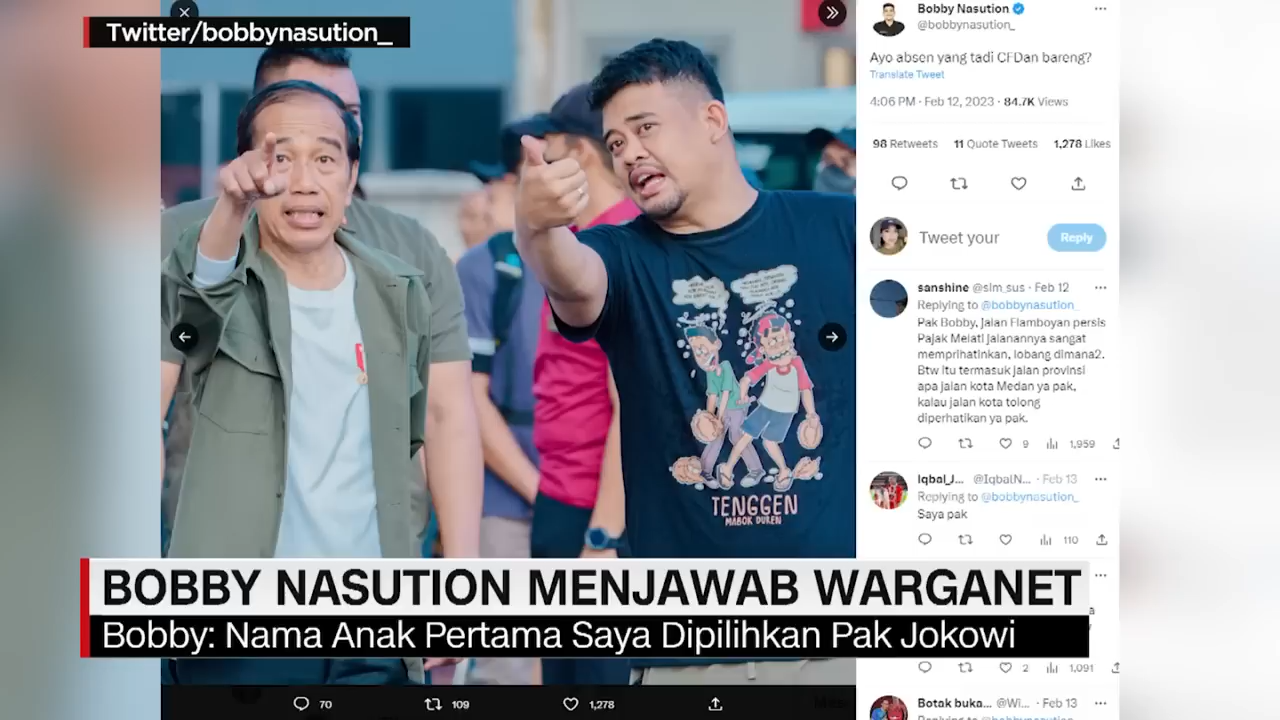 Twitter/bobbynasution_
Bobby Nasution
@bobbynasution_
Ayo absen yang tadi CFDan bareng?
Translate Tweet
4:06 PM · Feb 12, 2023 · 84.7K Views
98 Retweets 11 Quote Tweets 1,278 Likes
Tweet your
Reply
sanshine @sim_sus · Feb 12
Replying to @bobbynasution_
Pak Bobby, jalan Flamboyan persis
Pajak Melati jalanannya sangat
memprihatinkan, lobang dimana2.
Btw itu termasuk jalan provinsi
apa jalan kota Medan ya pak,
kalau jalan kota tolong
diperhatikan ya pak.
9 1,959
Iqbal_J... @IqbalN... · Feb 13
Replying to @bobbynasution_
Saya pak
110
TENGGEN
MABOK DUREN
BOBBY NASUTION MENJAWAB WARGANET
Bobby: Nama Anak Pertama Saya Dipilihkan Pak Jokowi
2 1,091
Botak buka... @Wi... · Feb 13
Replying to @bobbynasution_
70 109 1,278